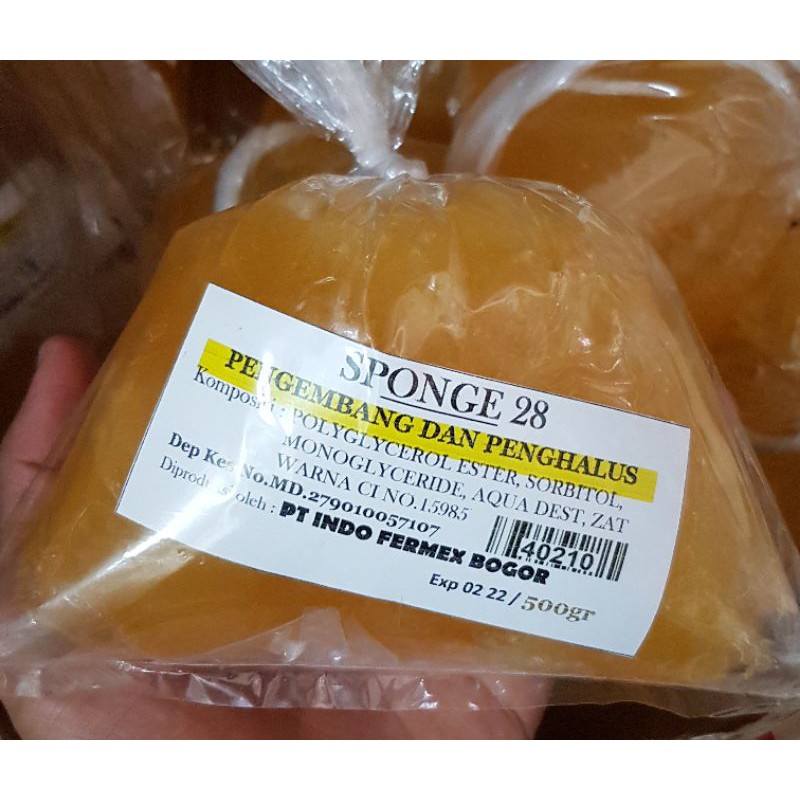 SPONGE 28
PENGEMBANG DAN PENGHALUS
Komposisi : POLYGLYCEROL ESTER, SORBITOL,
MONOGLYCERIDE, AQUA DEST, ZAT
WARNA CI NO.15985
Dep Kes No.MD.279010057107
Diproduksi oleh : PT INDO FERMEX BOGOR
40210
Exp 02 22 / 500gr